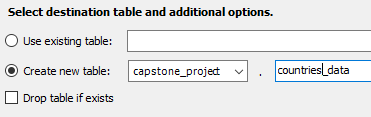 Select destination table and additional options.
Use existing table:
Create new table: capstone_project . countries_data
Drop table if exists